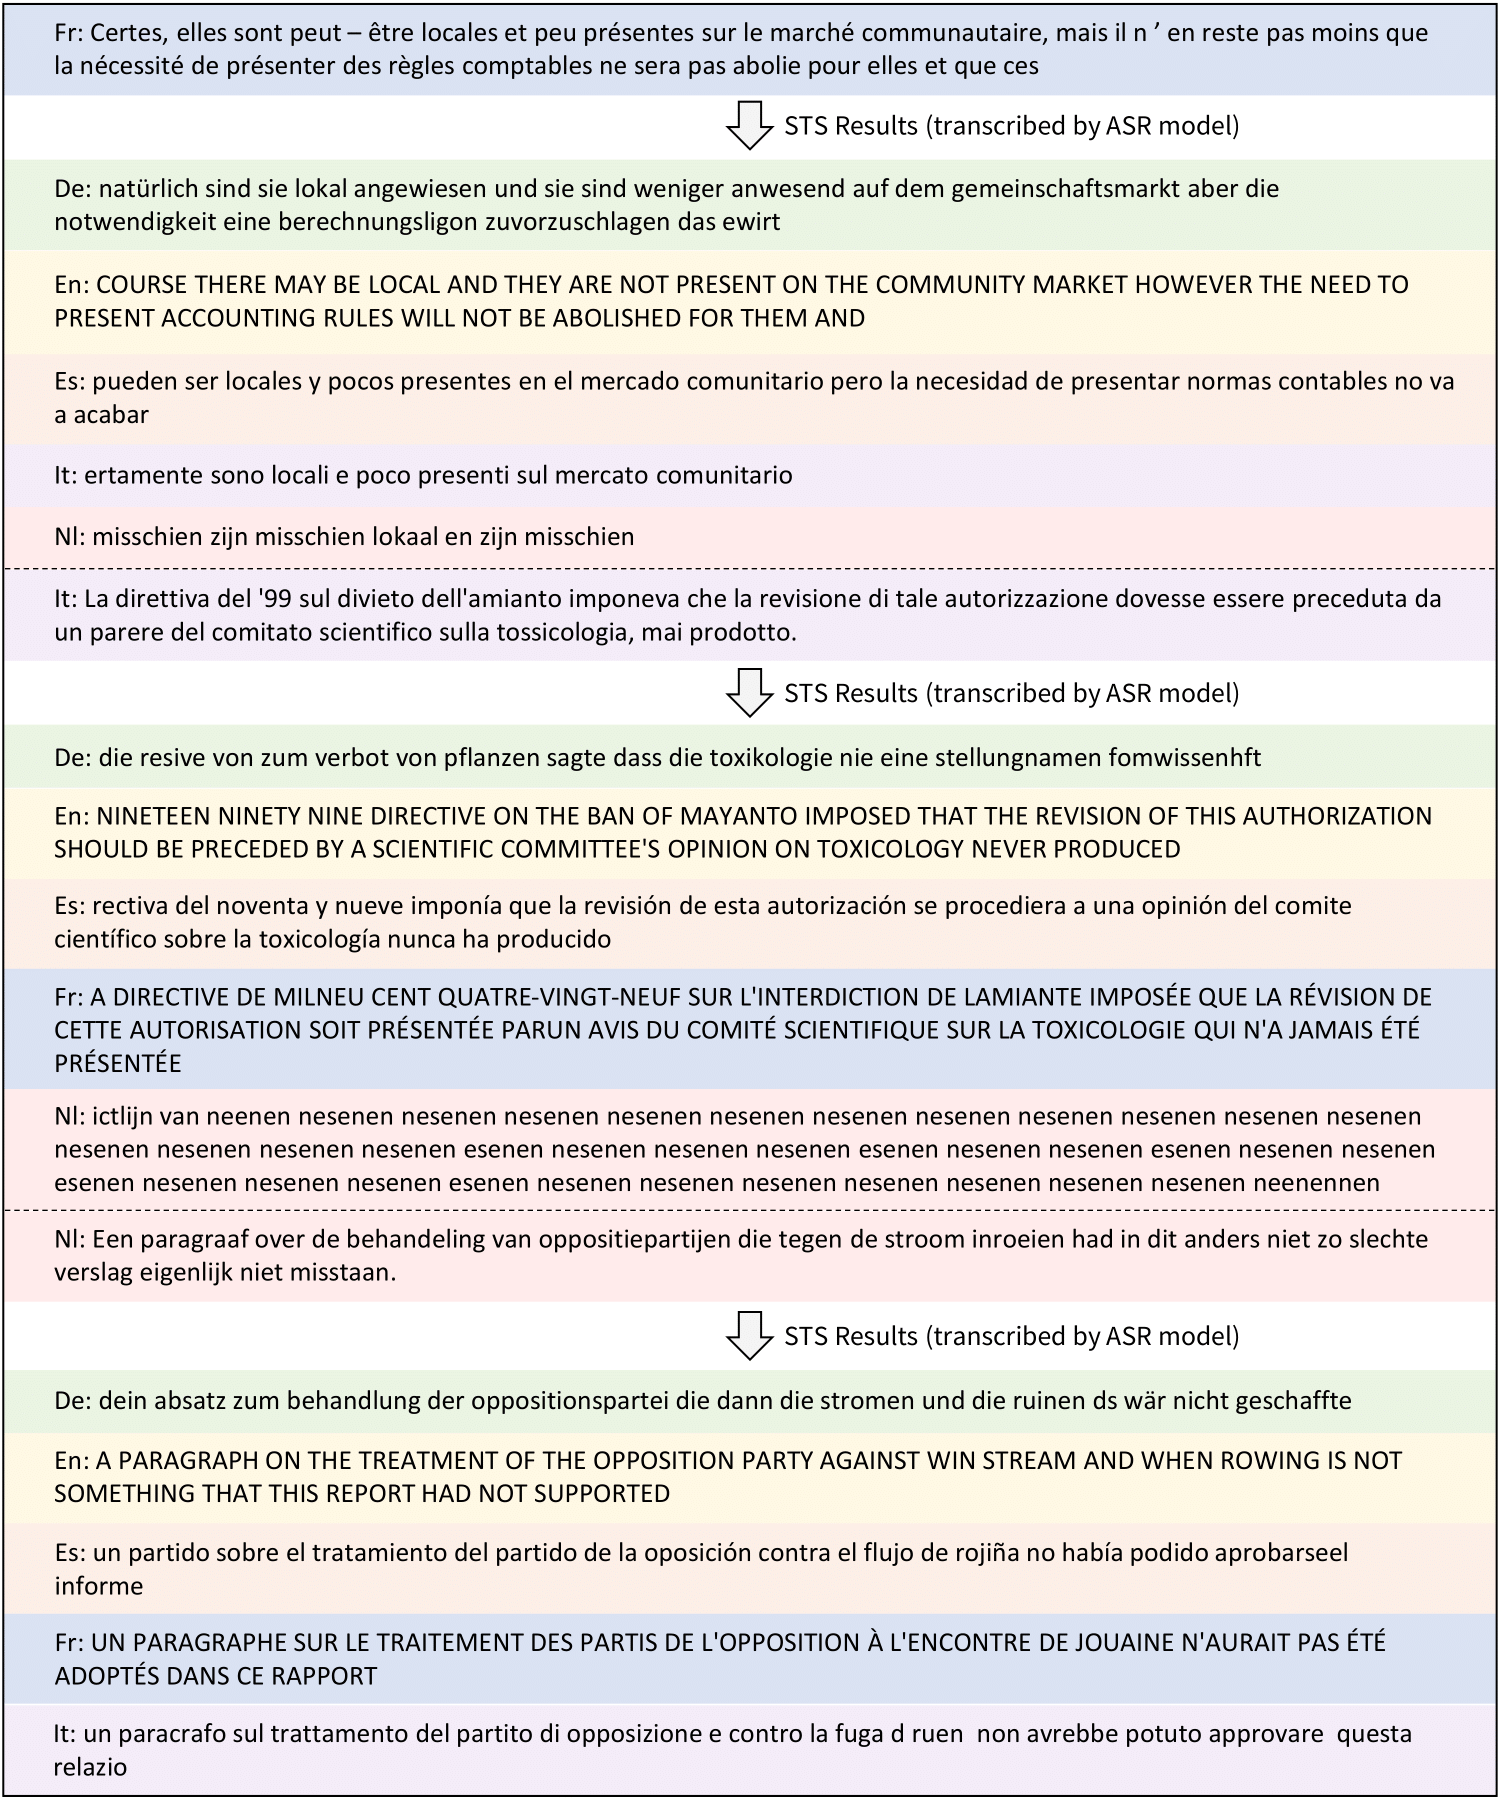 Fr: Certes, elles sont peut – être locales et peu présentes sur le marché communautaire, mais il n ’ en reste pas moins que
la nécessité de présenter des règles comptables ne sera pas abolie pour elles et que ces
STS Results (transcribed by ASR model)
De: natürlich sind sie lokal angewiesen und sie sind weniger anwesend auf dem gemeinschaftsmarkt aber die
notwendigkeit eine berechnungsligon zuvorzuschlagen das ewirt
En: COURSE THERE MAY BE LOCAL AND THEY ARE NOT PRESENT ON THE COMMUNITY MARKET HOWEVER THE NEED TO
PRESENT ACCOUNTING RULES WILL NOT BE ABOLISHED FOR THEM AND
Es: pueden ser locales y pocos presentes en el mercado comunitario pero la necesidad de presentar normas contables no va
a acabar
It: ertamente sono locali e poco presenti sul mercato comunitario
Nl: misschien zijn misschien lokaal en zijn misschien
It: La direttiva del '99 sul divieto dell'amianto imponeva che la revisione di tale autorizzazione dovesse essere preceduta da
un parere del comitato scientifico sulla tossicologia, mai prodotto.
STS Results (transcribed by ASR model)
De: die resive von zum verbot von pflanzen sagte dass die toxikologie nie eine stellungnamen fomwissenhft
En: NINETEEN NINETY NINE DIRECTIVE ON THE BAN OF MAYANTO IMPOSED THAT THE REVISION OF THIS AUTHORIZATION
SHOULD BE PRECEDED BY A SCIENTIFIC COMMITTEE'S OPINION ON TOXICOLOGY NEVER PRODUCED
Es: rectiva del noventa y nueve imponía que la revisión de esta autorización se procediera a una opinión del comite
científico sobre la toxicología nunca ha producido
Fr: A DIRECTIVE DE MILNEU CENT QUATRE-VINGT-NEUF SUR L'INTERDICTION DE LAMIANTE IMPOSÉE QUE LA RÉVISION DE
CETTE AUTORISATION SOIT PRÉSENTÉE PARUN AVIS DU COMITÉ SCIENTIFIQUE SUR LA TOXICOLOGIE QUI N'A JAMAIS ÉTÉ
PRÉSENTÉE
Nl: ictlijn van neenen nesenen nesenen nesenen nesenen nesenen nesenen nesenen nesenen nesenen nesenen nesenen
nesenen nesenen nesenen nesenen esenen nesenen nesenen nesenen esenen nesenen nesenen esenen nesenen nesenen
esenen nesenen nesenen nesenen esenen nesenen nesenen nesenen nesenen nesenen nesenen nesenen neenennen
Nl: Een paragraaf over de behandeling van oppositiepartijen die tegen de stroom inroeien had in dit anders niet zo slechte
verslag eigenlijk niet misstaan.
STS Results (transcribed by ASR model)
De: dein absatz zum behandlung der oppositionspartei die dann die stromen und die ruinen ds wär nicht geschaffte
En: A PARAGRAPH ON THE TREATMENT OF THE OPPOSITION PARTY AGAINST WIN STREAM AND WHEN ROWING IS NOT
SOMETHING THAT THIS REPORT HAD NOT SUPPORTED
Es: un partido sobre el tratamiento del partido de la oposición contra el flujo de rojiña no había podido aprobarseel
informe
Fr: UN PARAGRAPHE SUR LE TRAITEMENT DES PARTIS DE L'OPPOSITION À L'ENCONTRE DE JOUAINE N'AURAIT PAS ÉTÉ
ADOPTÉS DANS CE RAPPORT
It: un paracrafo sul trattamento del partito di opposizione e contro la fuga d ruen  non avrebbe potuto approvare  questa
relazio